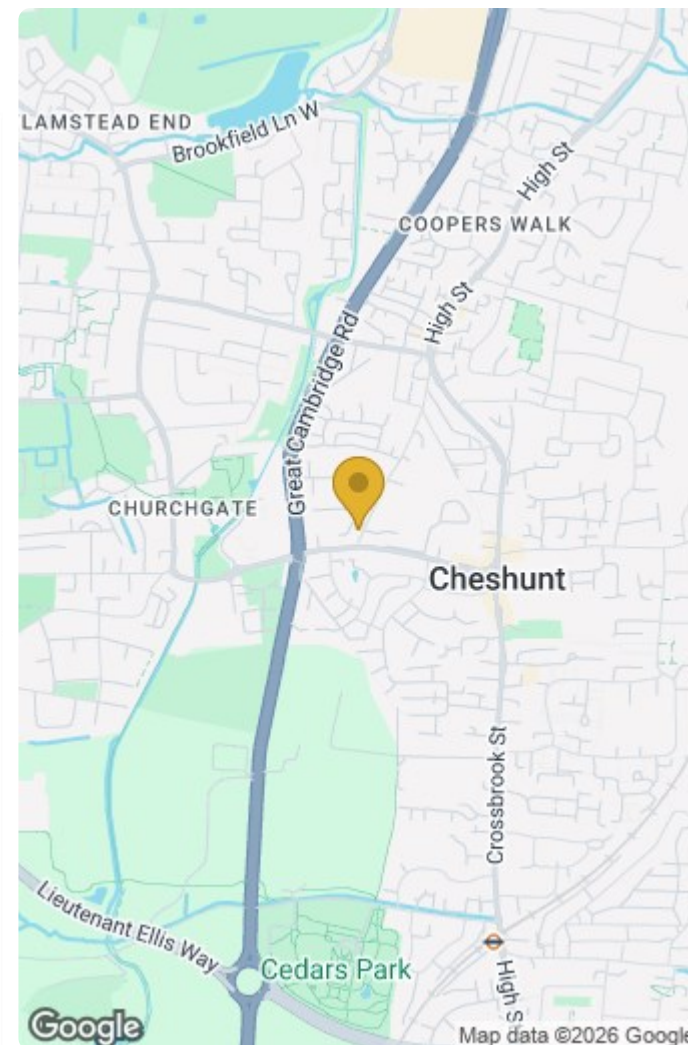 LAMSTEAD END
Brookfield Ln W
High St
COOPERS WALK
High St
Great Cambridge Rd
CHURCHGATE
Cheshunt
Crossbrook St
Lieutenant Ellis Way
Cedars Park
High S
Google
Map data ©2026 Google